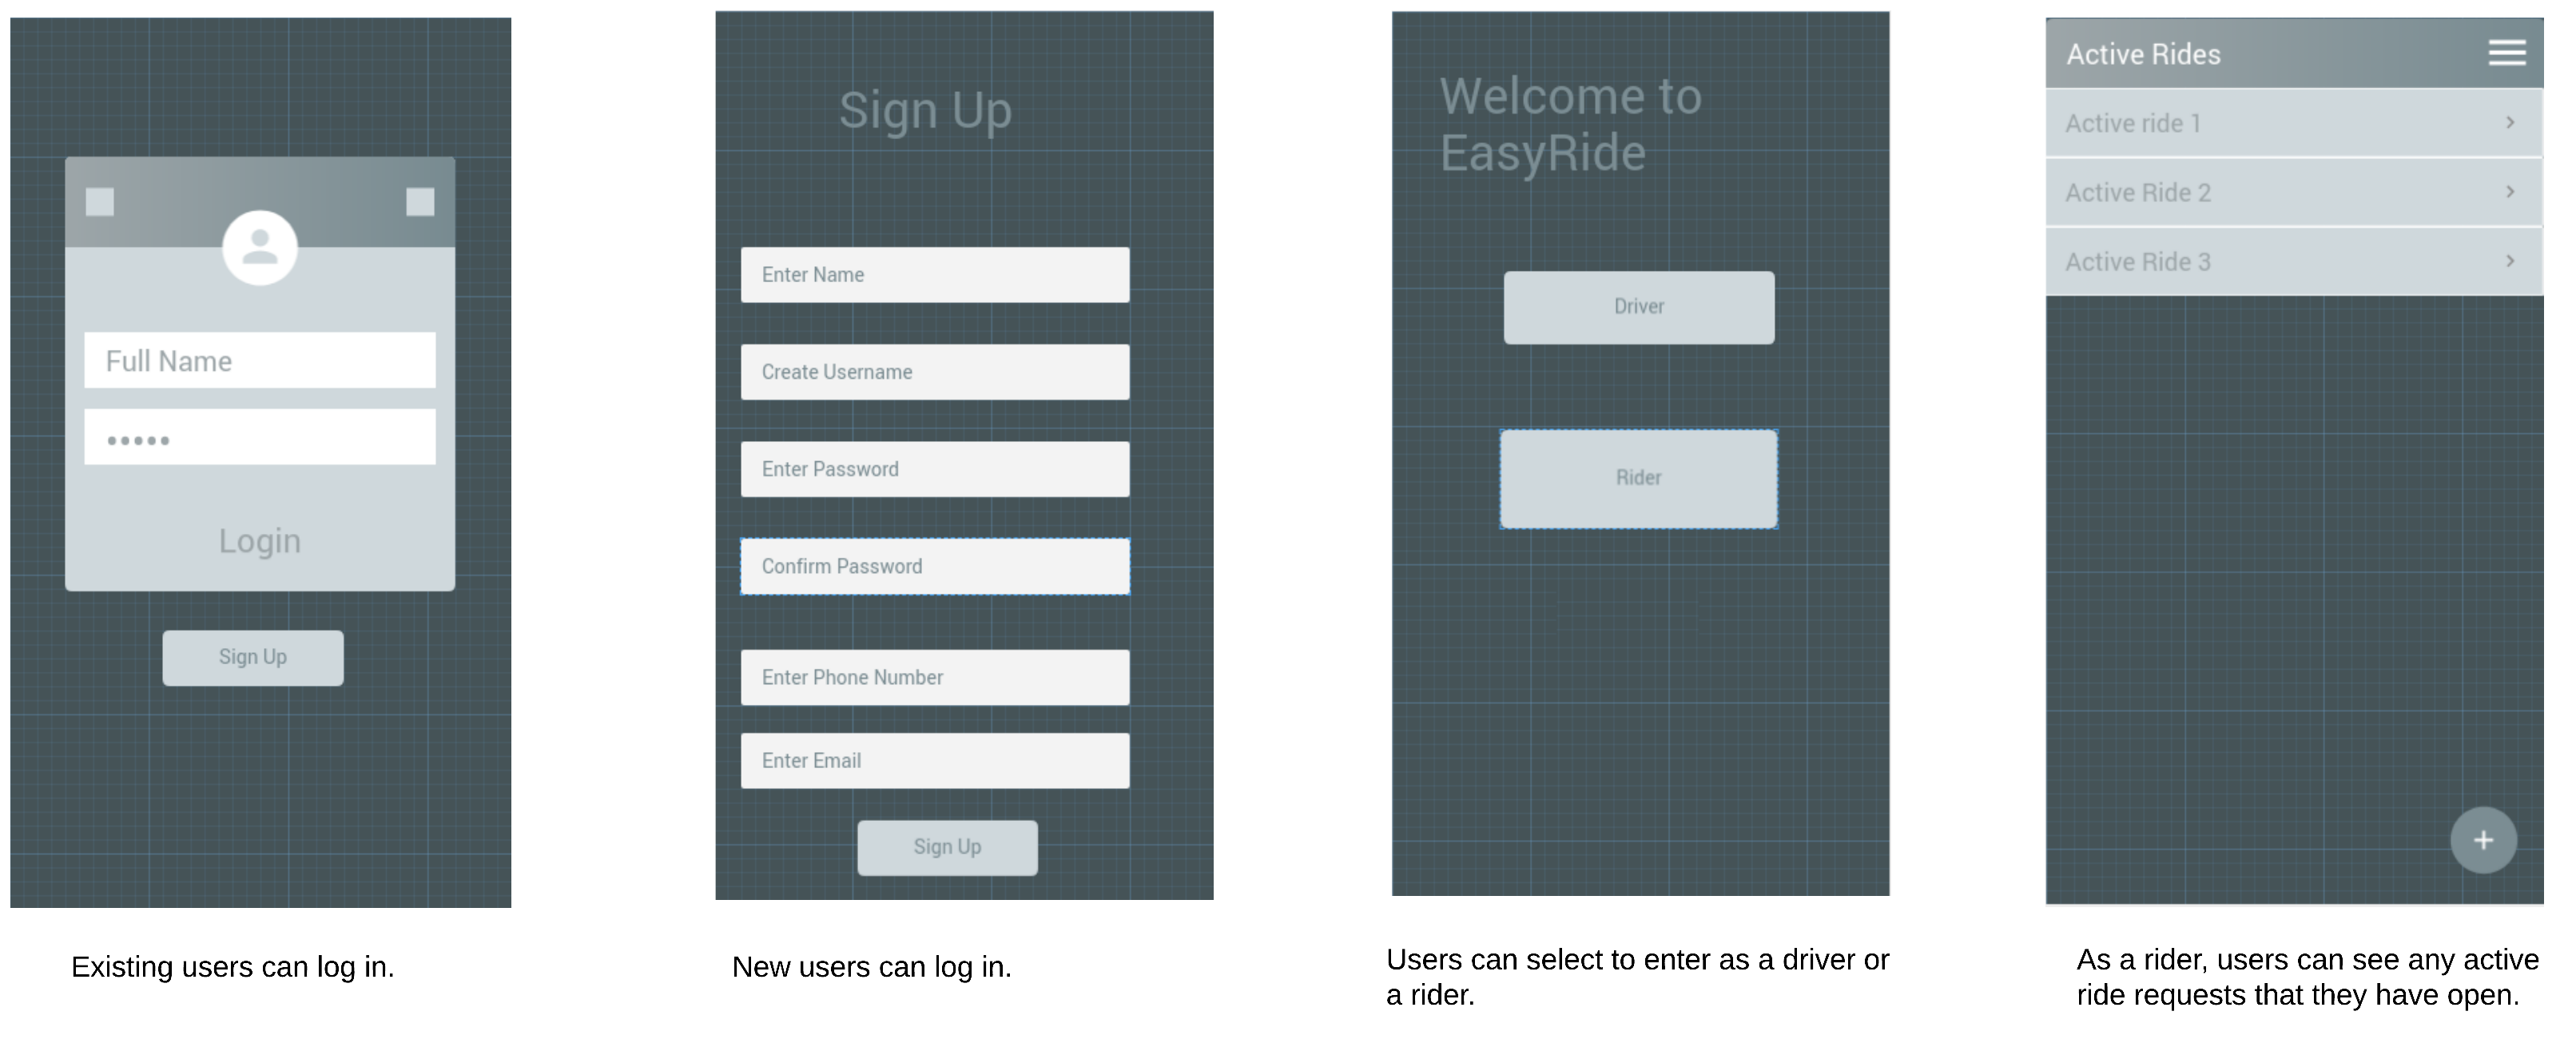 Full Name
•••••
Login
Sign Up
Existing users can log in.
Sign Up
Enter Name
Create Username
Enter Password
Confirm Password
Enter Phone Number
Enter Email
Sign Up
New users can log in.
Welcome to
EasyRide
Driver
Rider
Users can select to enter as a driver or
a rider.
Active Rides
Active ride 1
Active Ride 2
Active Ride 3
+
As a rider, users can see any active
ride requests that they have open.